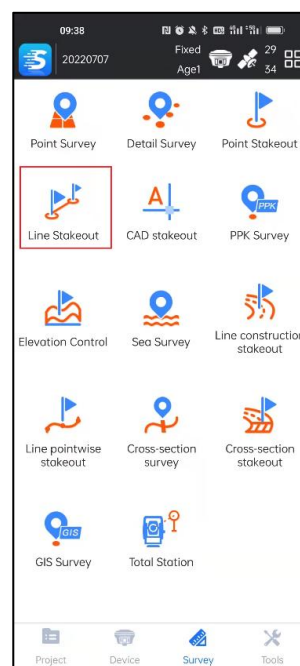 09:38
20220707
Fixed
Age1
29
34
Point Survey
Detail Survey
Point Stakeout
Line Stakeout
A
CAD stakeout
PPK
PPK Survey
Elevation Control
Sea Survey
Line construction
stakeout
Line pointwise
stakeout
Cross-section
survey
Cross-section
stakeout
GIS
GIS Survey
Total Station
Project
Device
Survey
Tools